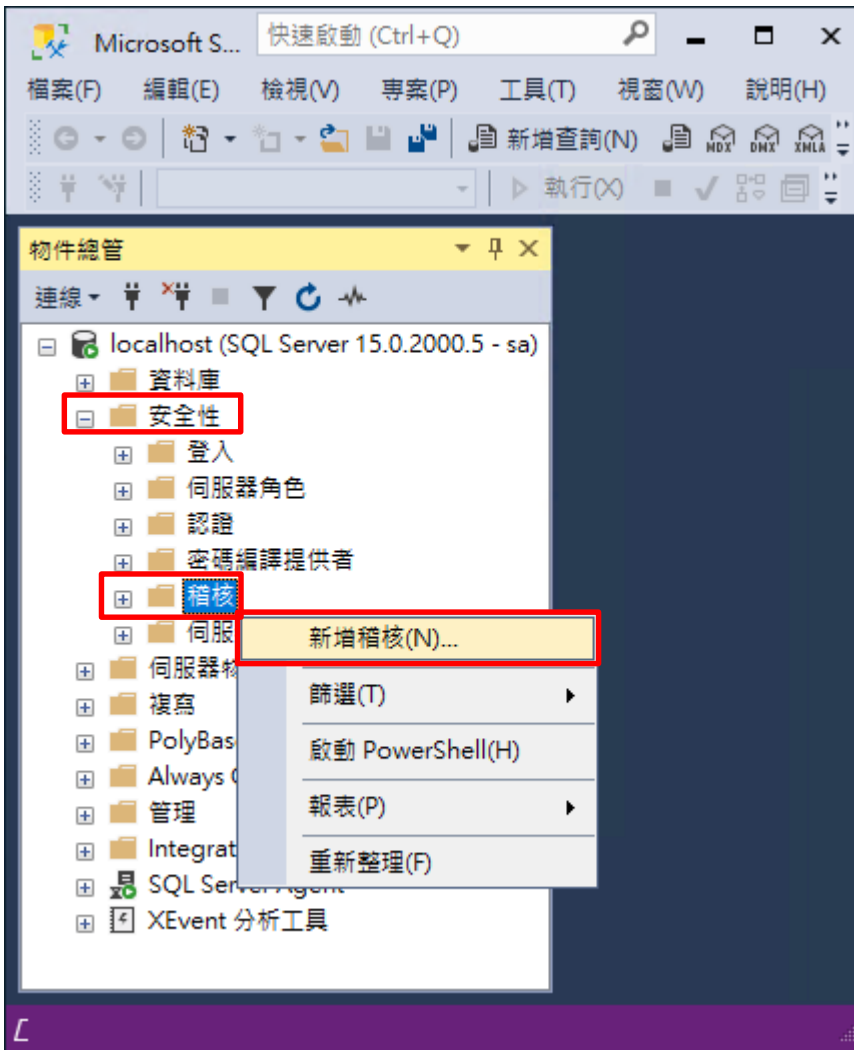 Microsoft S... 快速啟動 (Ctrl+Q)
檔案(F) 編輯(E) 檢視(V) 專案(P) 工具(T) 視窗(W) 說明(H)
新增查詢(N) MDX DMX XMLA
執行(X)
物件總管
連線
localhost (SQL Server 15.0.2000.5 - sa)
資料庫
安全性
登入
伺服器角色
認證
密碼編譯提供者
稽核
伺服
新增稽核(N)...
伺服器物
篩選(T)
複寫
PolyBas
啟動 PowerShell(H)
Always
管理
報表(P)
Integrat
重新整理(F)
SQL Server Agent
XEvent 分析工具